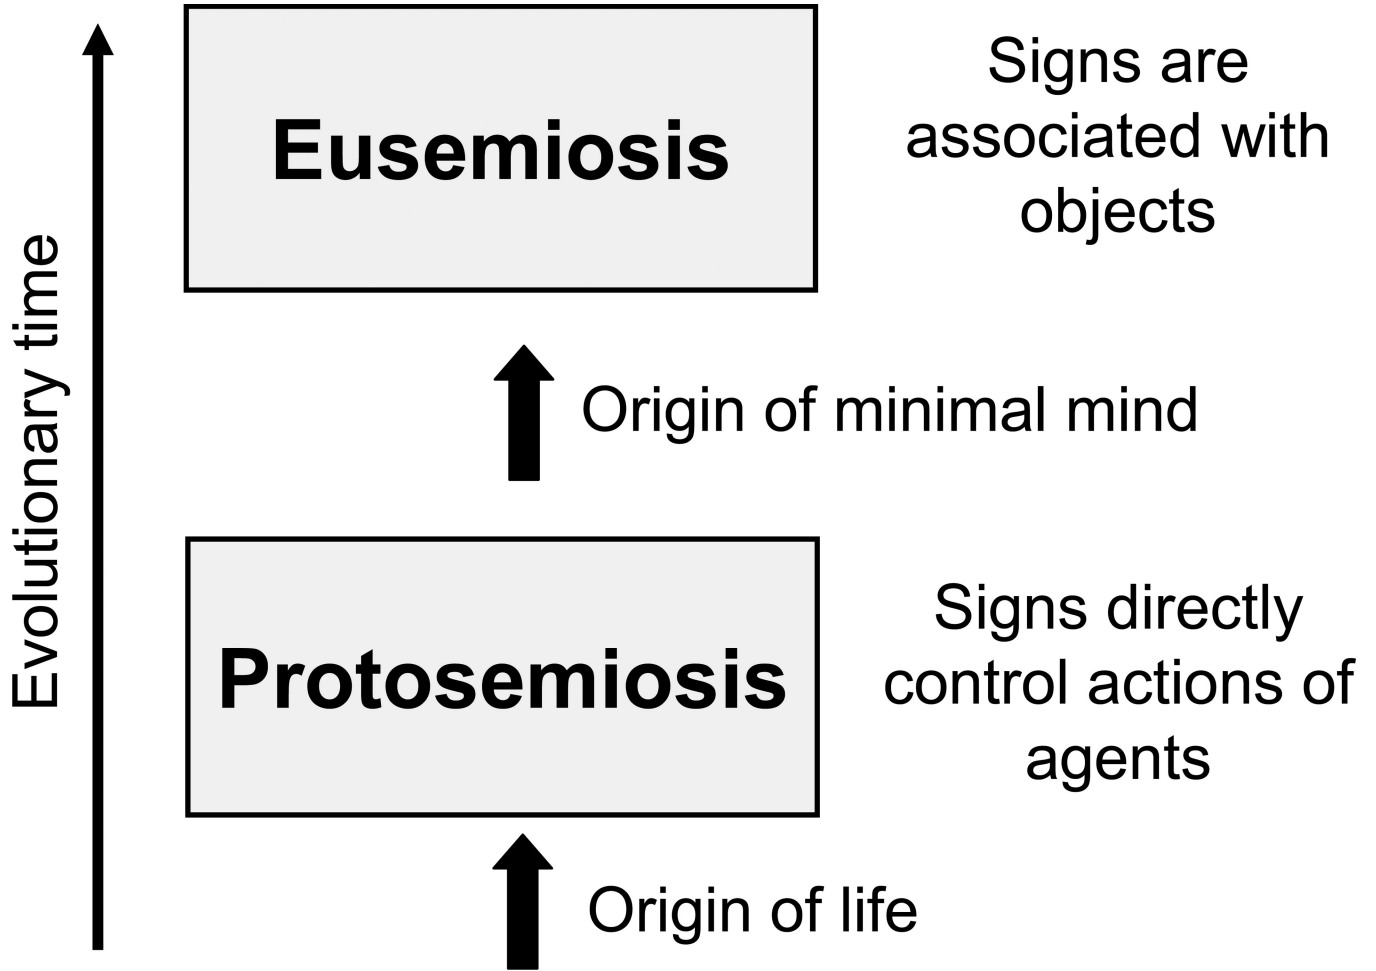 Evolutionary time
Eusemiosis
Signs are
associated with
objects
Origin of minimal mind
Protosemiosis
Signs directly
control actions of
agents
Origin of life